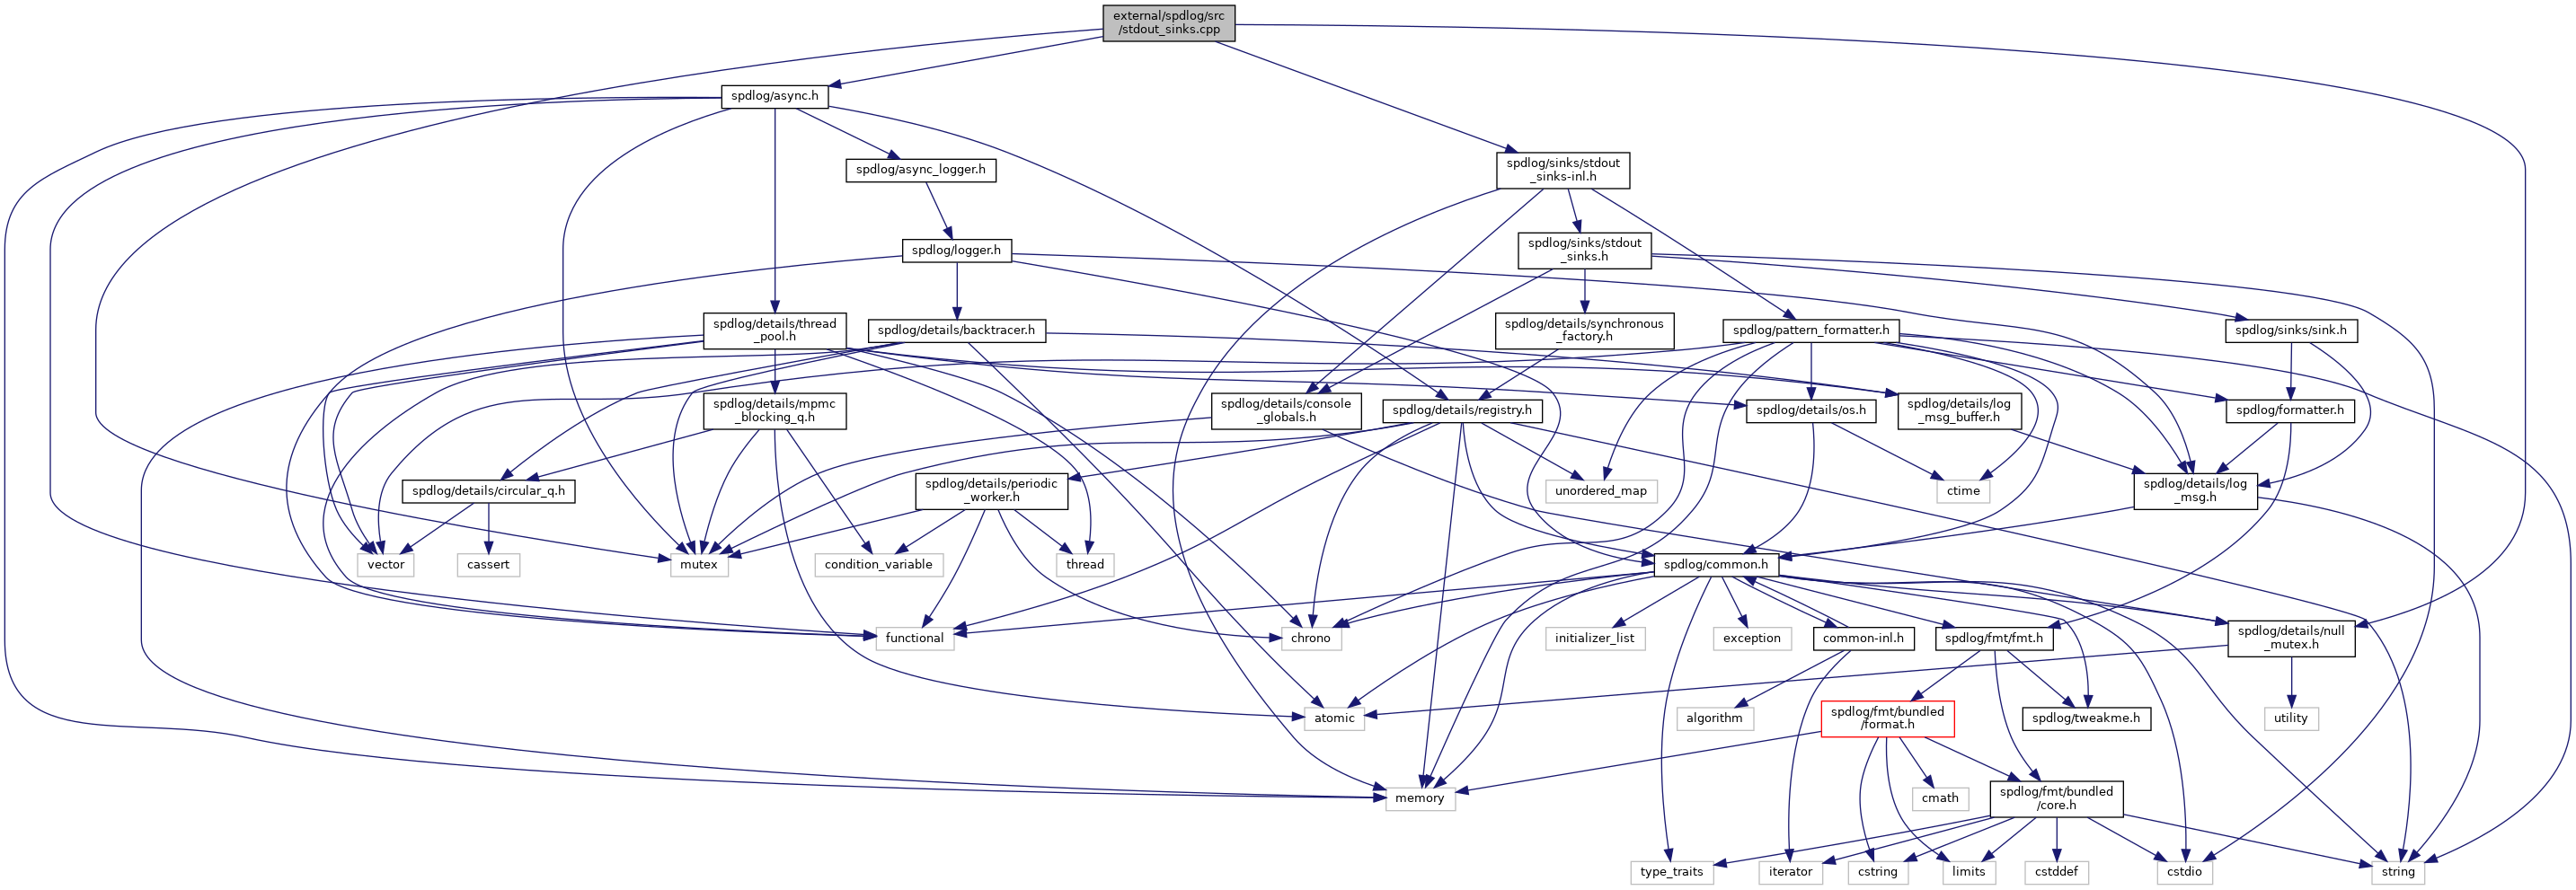 external/spdlog/src
/stdout_sinks.cpp
spdlog/async.h
spdlog/async_logger.h
spdlog/sinks/stdout
_sinks-inl.h
spdlog/logger.h
spdlog/sinks/stdout
_sinks.h
spdlog/details/thread
_pool.h
spdlog/details/backtracer.h
spdlog/details/synchronous
_factory.h
spdlog/pattern_formatter.h
spdlog/sinks/sink.h
spdlog/details/mpmc
_blocking_q.h
spdlog/details/console
_globals.h
spdlog/details/registry.h
spdlog/details/os.h
spdlog/details/log
_msg_buffer.h
spdlog/formatter.h
spdlog/details/circular_q.h
spdlog/details/periodic
_worker.h
unordered_map
ctime
spdlog/details/log
_msg.h
vector
cassert
mutex
condition_variable
thread
spdlog/common.h
functional
chrono
initializer_list
exception
common-inl.h
spdlog/fmt/fmt.h
spdlog/details/null
_mutex.h
atomic
algorithm
spdlog/fmt/bundled
/format.h
spdlog/tweakme.h
utility
memory
cmath
spdlog/fmt/bundled
/core.h
type_traits
iterator
cstring
limits
cstddef
cstdio
string